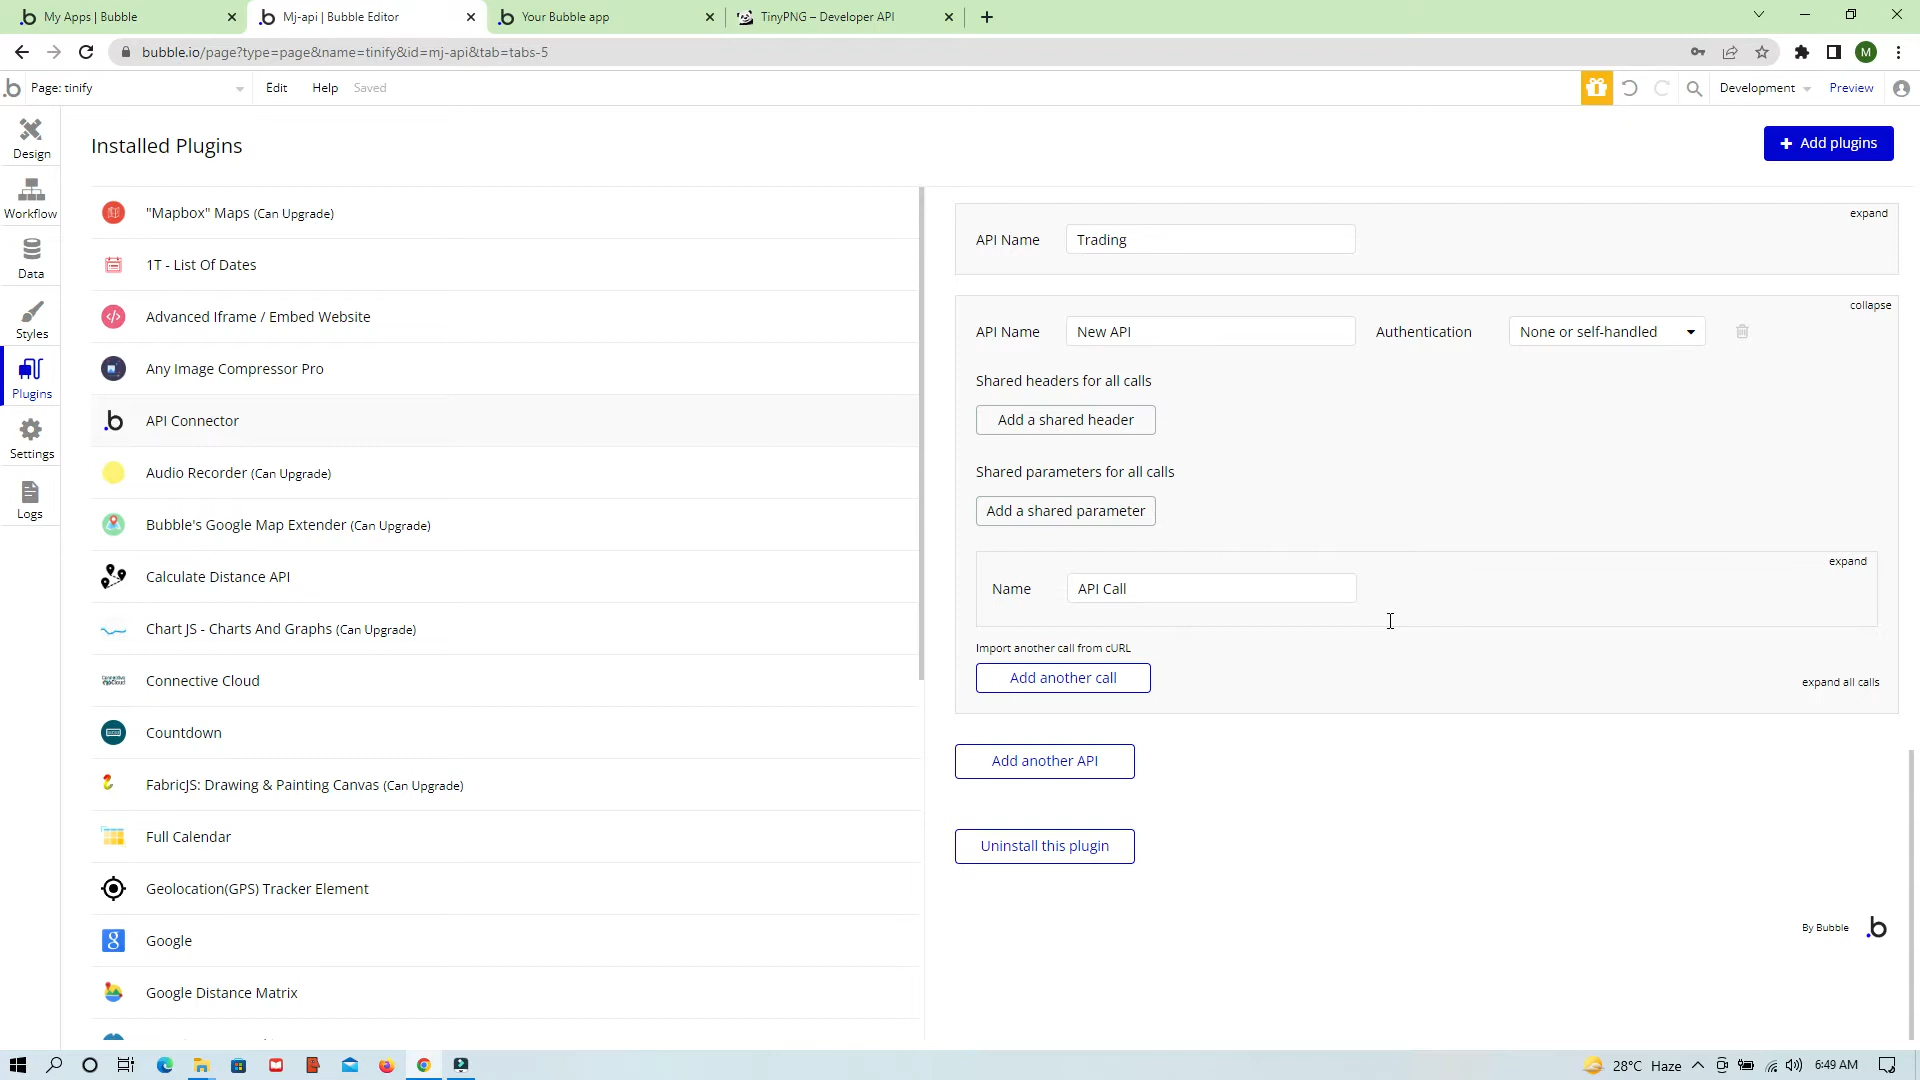 My Apps | Bubble
Mj-api | Bubble Editor
Your Bubble app
TinyPNG – Developer API
bubble.io/page?type=page&name=tinify&id=mj-api&tab=tabs-5
M
Page: tinify
Edit
Help
Saved
Development
Preview
Design
Workflow
Data
Styles
Plugins
Settings
Logs
Installed Plugins
+ Add plugins
"Mapbox" Maps (Can Upgrade)
1T - List Of Dates
Advanced Iframe / Embed Website
Any Image Compressor Pro
API Connector
Audio Recorder (Can Upgrade)
Bubble's Google Map Extender (Can Upgrade)
Calculate Distance API
Chart JS - Charts And Graphs (Can Upgrade)
Connective Cloud
Countdown
FabricJS: Drawing & Painting Canvas (Can Upgrade)
Full Calendar
Geolocation(GPS) Tracker Element
Google
Google Distance Matrix
expand
API Name
Trading
collapse
API Name
New API
Authentication
None or self-handled
Shared headers for all calls
Add a shared header
Shared parameters for all calls
Add a shared parameter
expand
Name
API Call
Import another call from cURL
Add another call
expand all calls
Add another API
Uninstall this plugin
By Bubble
28°C Haze
6:49 AM